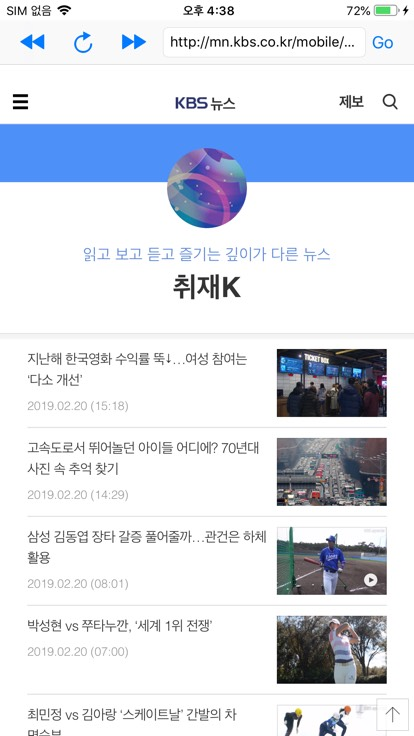 SIM 없음 오후 4:38 72%
http://mn.kbs.co.kr/mobile/... Go
KBS 뉴스 제보
읽고 보고 듣고 즐기는 깊이가 다른 뉴스
취재K
지난해 한국영화 수익률 뚝↓...여성 참여는
‘다소 개선’
2019.02.20 (15:18)
TICKET BOX
고속도로서 뛰어놀던 아이들 어디에? 70년대
사진 속 추억 찾기
2019.02.20 (14:29)
삼성 김동엽 장타 갈증 풀어줄까...관건은 하체
활용
2019.02.20 (08:01)
박성현 vs 쭈타누깐, ‘세계 1위 전쟁’
2019.02.20 (07:00)
최민정 vs 김아랑 ‘스케이트날’ 간발의 차